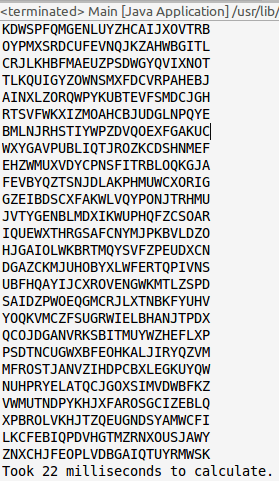 <terminated> Main [Java Application] /usr/lib/
KDWSPFQMGENLUYZHCAIJXOVTRB
OYPMXSRDCUFEVNQJKZAHWBGITL
CRJLKHBFMAEUZPSDWGYQVIXNOT
TLKQUIGYZOWNSMXFDCVRPAHEBJ
AINXLZORQWPYKUBTEVFSMDCJGH
RTSVFWKXIZMOAHCBJUDGLNPQYE
BMLNJRHSTIYWPZDVQOEXFGAKUC
WXYGAVPUBLIQTJROZKCDSHNMEF
EHZWMUXVDYCPNSFITRBLOQKGJA
FEVBYQZTSNJDLAKPHMUWCXORIG
GZEIBDSCXFAKWLVQYPONJTRHMU
JVTYGENBLMDXIKWUPHQFZCSOAR
IQUEWXTHRGSAFCNYMJPKBVLDZO
HJGAIOLWKBRTMQYSVFZPEUDXCN
DGAZCKMJUHOBYXLWFERTQPIVNS
UBFHQAYIJCXROVENGWKMTLZSPD
SAIDZPWOEQGMCRJLXTNBKFYUHV
YOQKVMCZFSUGRWIELBHANJTPDX
QCOJDGANVRKSBITMUYWZHEFLXP
PSDTNCUGWXBFEOHKALJIRYQZVM
MFROSTJANVZIHDPCBXLEGKUYQW
NUHPRYELATQCJGOXSIMVDWBFKZ
VWMUTNDPYKHJXFAROSGCIZEBLQ
XPBROLVKHJTZQEUGNDSYAMWCFI
LKCFEBIQPDVHGTMZRNXOUSJAWY
ZNXCHJFEOPLVDBGAIQTUYRMWSK
Took 22 milliseconds to calculate.